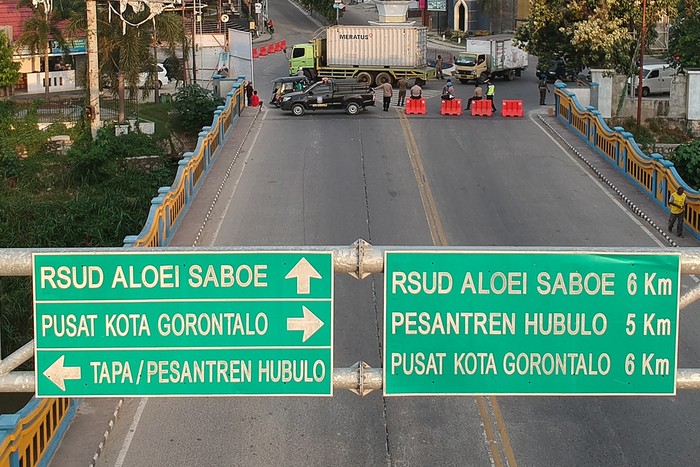 MERATUS
RSUD ALOEI SABOE
PUSAT KOTA GORONTALO
TAPA/PESANTREN HUBULO
RSUD ALOEI SABOE 6 Km
PESANTREN HUBULO 5 Km
PUSAT KOTA GORONTALO 6 Km